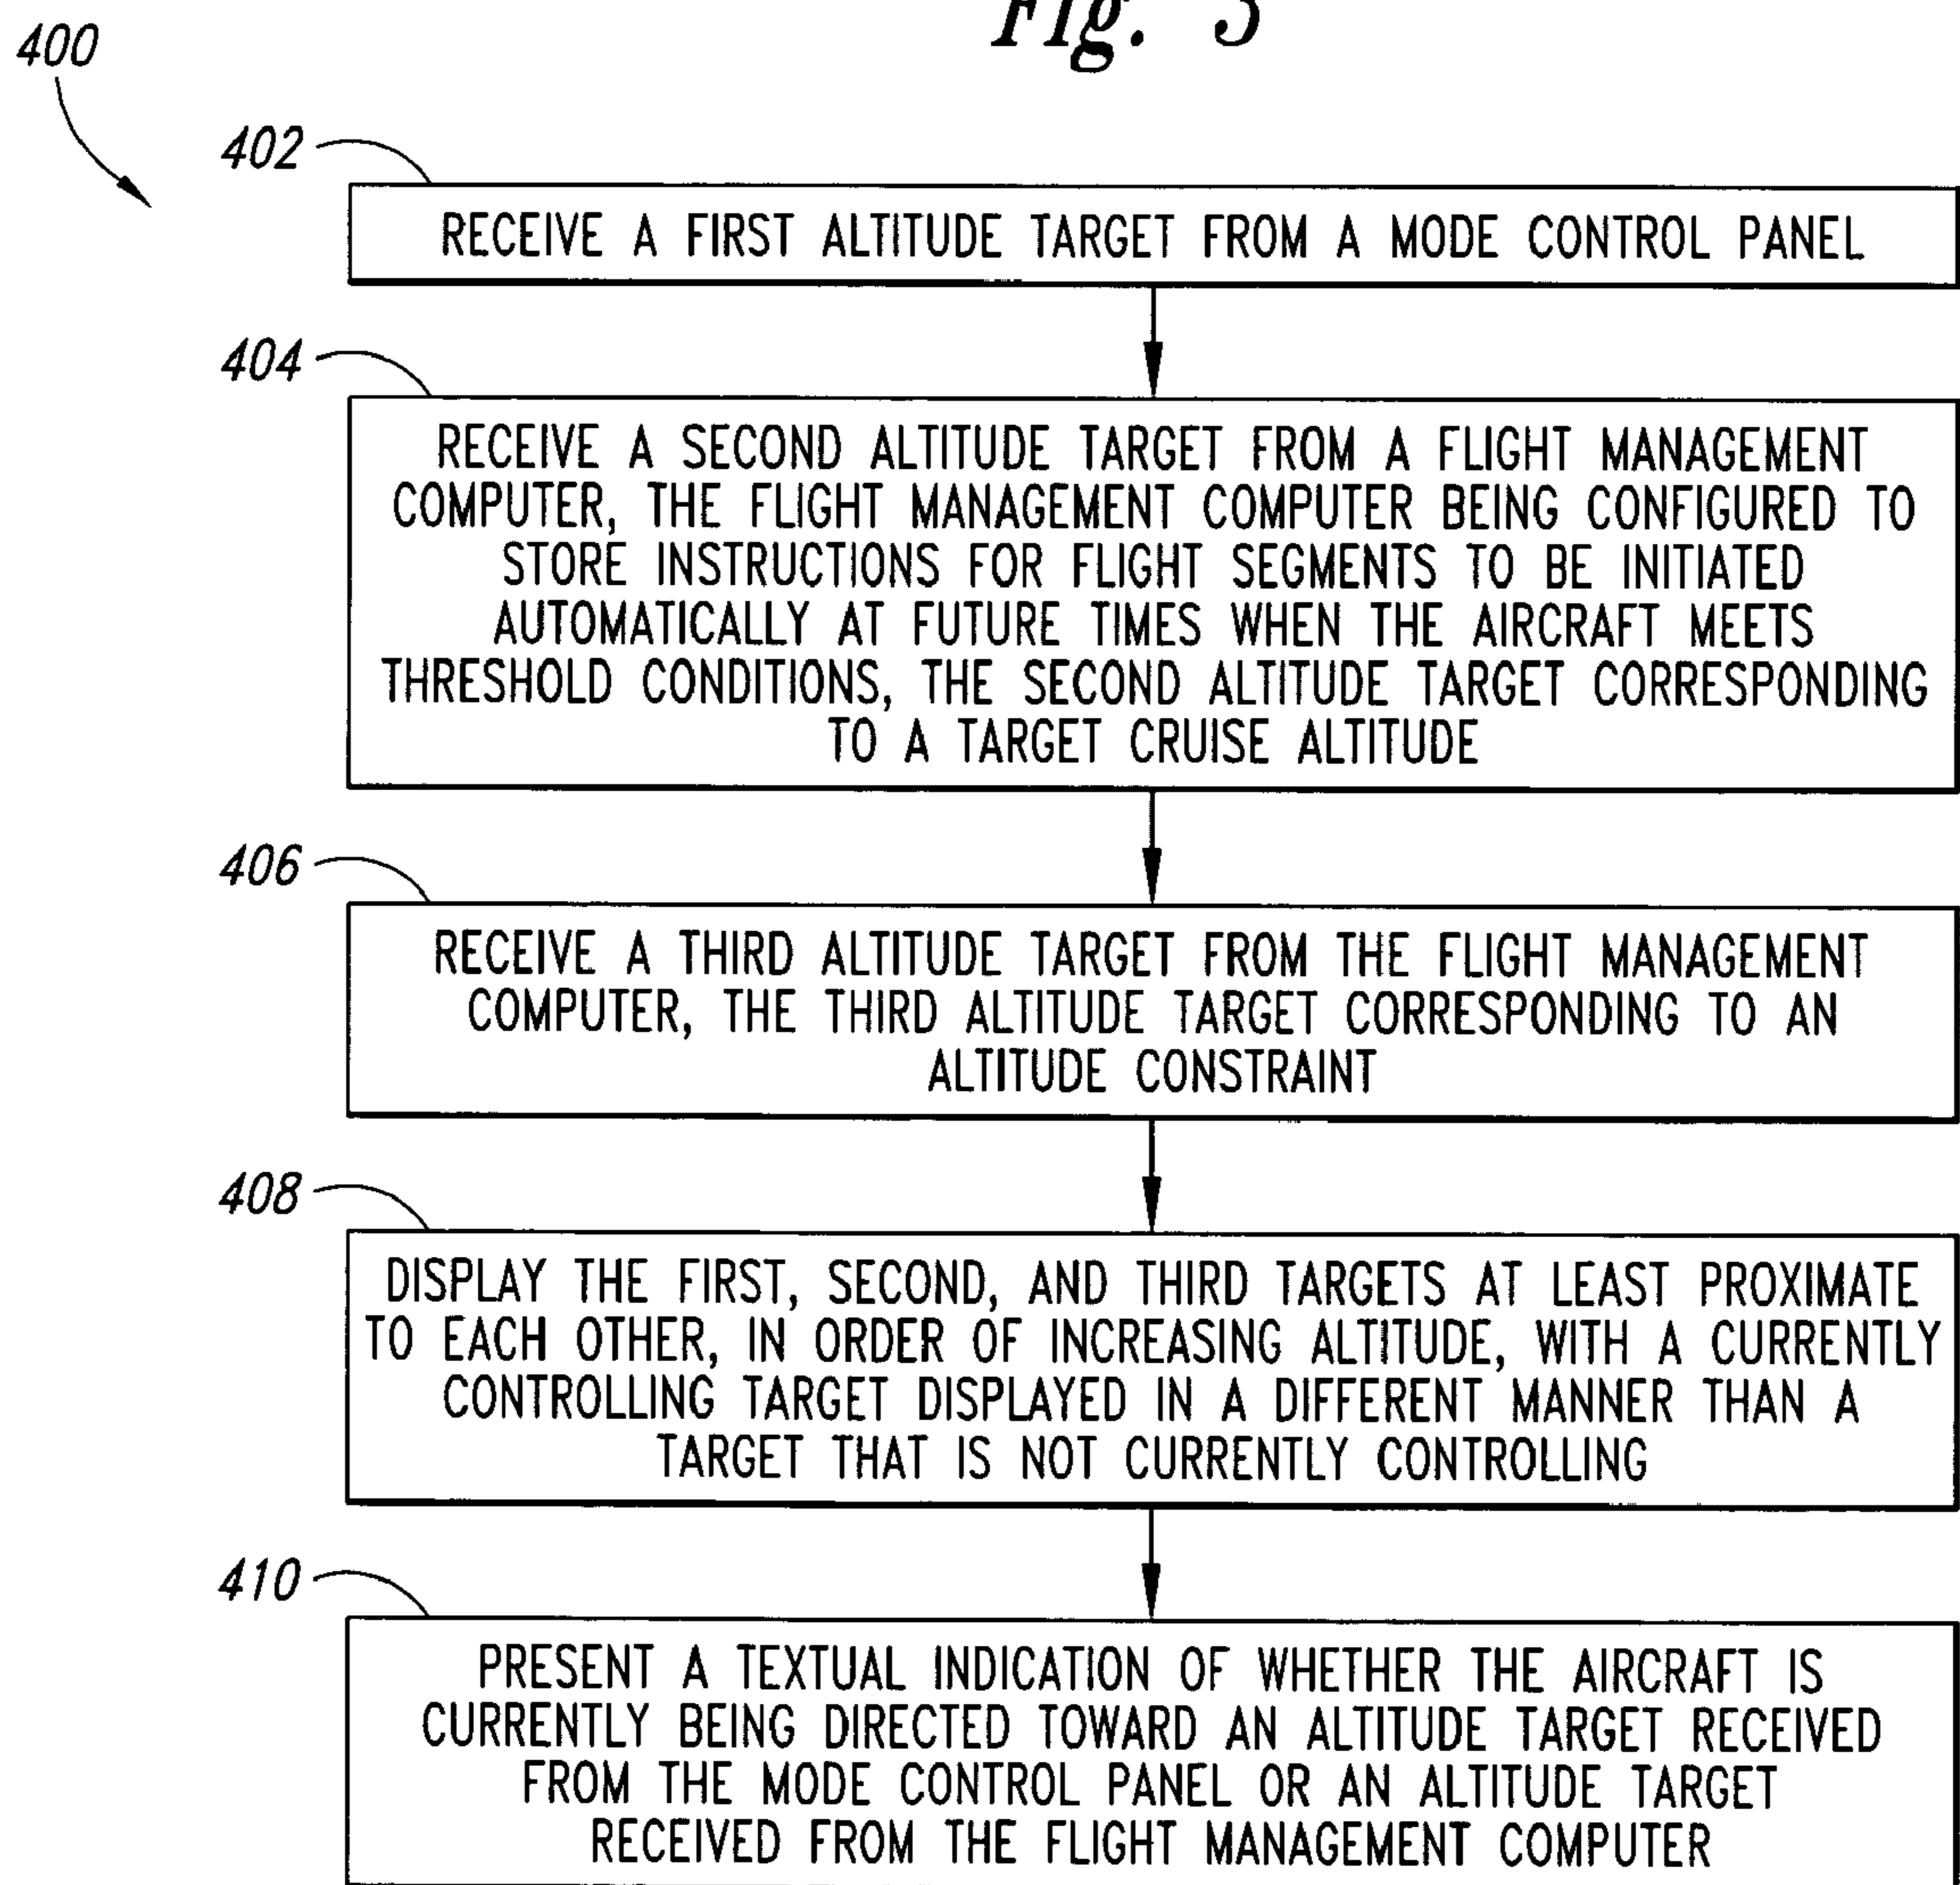 Fig. 3
400
402
RECEIVE A FIRST ALTITUDE TARGET FROM A MODE CONTROL PANEL
404
RECEIVE A SECOND ALTITUDE TARGET FROM A FLIGHT MANAGEMENT
COMPUTER, THE FLIGHT MANAGEMENT COMPUTER BEING CONFIGURED TO
STORE INSTRUCTIONS FOR FLIGHT SEGMENTS TO BE INITIATED
AUTOMATICALLY AT FUTURE TIMES WHEN THE AIRCRAFT MEETS
THRESHOLD CONDITIONS, THE SECOND ALTITUDE TARGET CORRESPONDING
TO A TARGET CRUISE ALTITUDE
406
RECEIVE A THIRD ALTITUDE TARGET FROM THE FLIGHT MANAGEMENT
COMPUTER, THE THIRD ALTITUDE TARGET CORRESPONDING TO AN
ALTITUDE CONSTRAINT
408
DISPLAY THE FIRST, SECOND, AND THIRD TARGETS AT LEAST PROXIMATE
TO EACH OTHER, IN ORDER OF INCREASING ALTITUDE, WITH A CURRENTLY
CONTROLLING TARGET DISPLAYED IN A DIFFERENT MANNER THAN A
TARGET THAT IS NOT CURRENTLY CONTROLLING
410
PRESENT A TEXTUAL INDICATION OF WHETHER THE AIRCRAFT IS
CURRENTLY BEING DIRECTED TOWARD AN ALTITUDE TARGET RECEIVED
FROM THE MODE CONTROL PANEL OR AN ALTITUDE TARGET
RECEIVED FROM THE FLIGHT MANAGEMENT COMPUTER